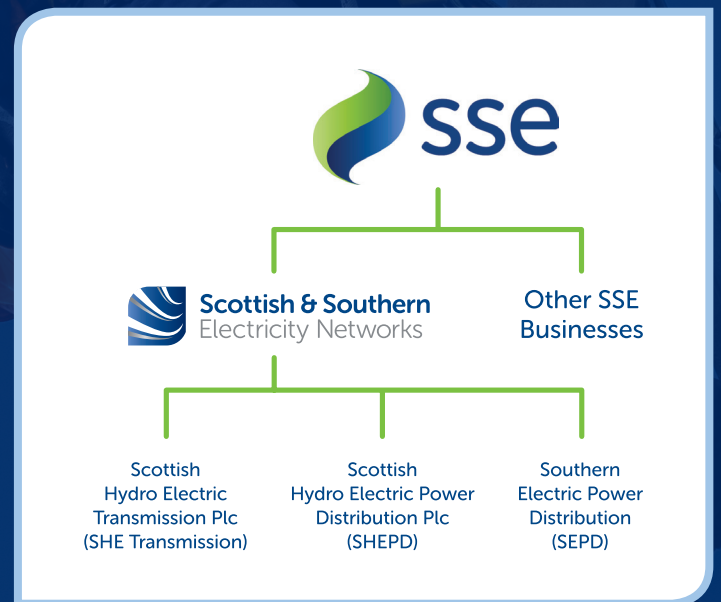 sse
Scottish & Southern
Electricity Networks
Other SSE
Businesses
Scottish
Hydro Electric
Transmission Plc
(SHE Transmission)
Scottish
Hydro Electric Power
Distribution Plc
(SHEPD)
Southern
Electric Power
Distribution
(SEPD)